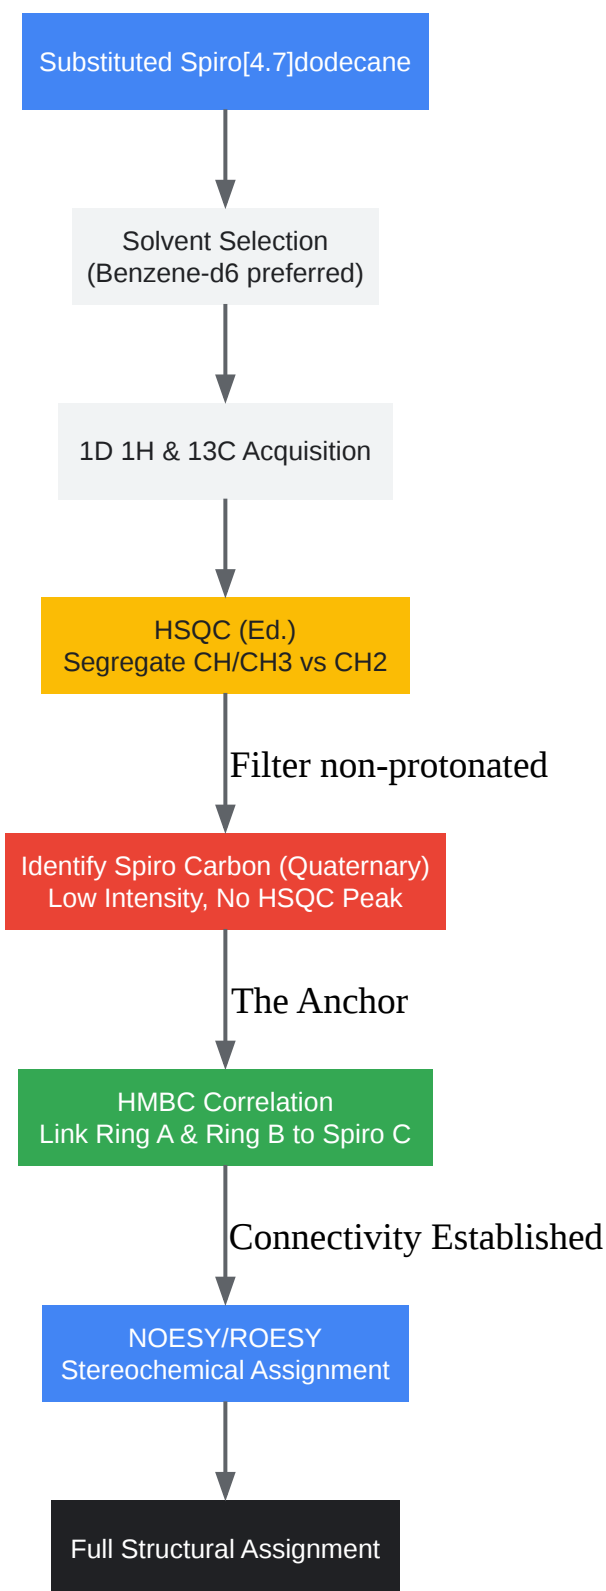 Substituted Spiro[4.7]dodecane
Solvent Selection
(Benzene-d6 preferred)
1D 1H & 13C Acquisition
HSQC (Ed.)
Segregate CH/CH3 vs CH2
Filter non-protonated
Identify Spiro Carbon (Quaternary)
Low Intensity, No HSQC Peak
The Anchor
HMBC Correlation
Link Ring A & Ring B to Spiro C
Connectivity Established
NOESY/ROESY
Stereochemical Assignment
Full Structural Assignment